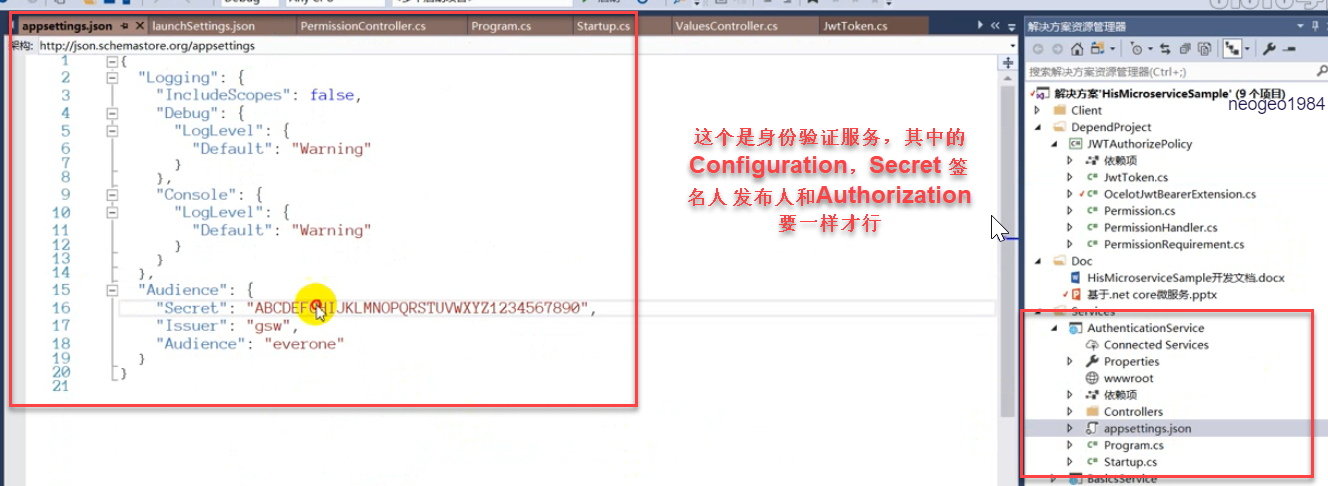 appsettings.json
launchSettings.json
PermissionController.cs
Program.cs
Startup.cs
ValuesController.cs
JwtToken.cs
架构: http://json.schemastore.org/appsettings
1 {
2 "Logging": {
3 "IncludeScopes": false,
4 "Debug": {
5 "LogLevel": {
6 "Default": "Warning"
7 }
8 },
9 "Console": {
10 "LogLevel": {
11 "Default": "Warning"
12 }
13 }
14 },
15 "Audience": {
16 "Secret": "ABCDEFGHIJKLMNOPQRSTUVWXYZ1234567890",
17 "Issuer": "gsw",
18 "Audience": "everone"
19 }
20 }
21
这个是身份验证服务，其中的
Configuration，Secret 签
名人 发布人和Authorization
要一样才行
解决方案资源管理器
搜索解决方案资源管理器(Ctrl+;)
解决方案'HisMicroserviceSample' (9 个项目)
neogeo1984
Client
DependProject
JWTAuthorizePolicy
依赖项
JwtToken.cs
OcelotJwtBearerExtension.cs
Permission.cs
PermissionHandler.cs
PermissionRequirement.cs
Doc
HisMicroserviceSample开发文档.docx
基于.net core微服务.pptx
Services
AuthenticationService
Connected Services
Properties
wwwroot
依赖项
Controllers
appsettings.json
Program.cs
Startup.cs
BasicsService